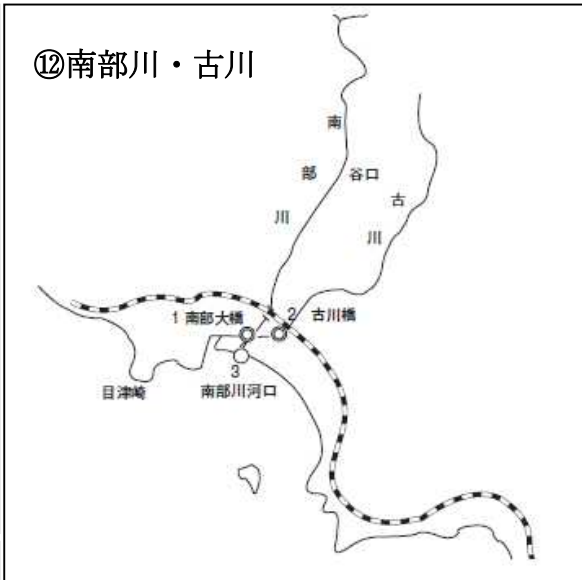 ⑫南部川・古川
南部川
谷口
古川
1 南部大橋
2 古川橋
3 南部川河口
目津崎